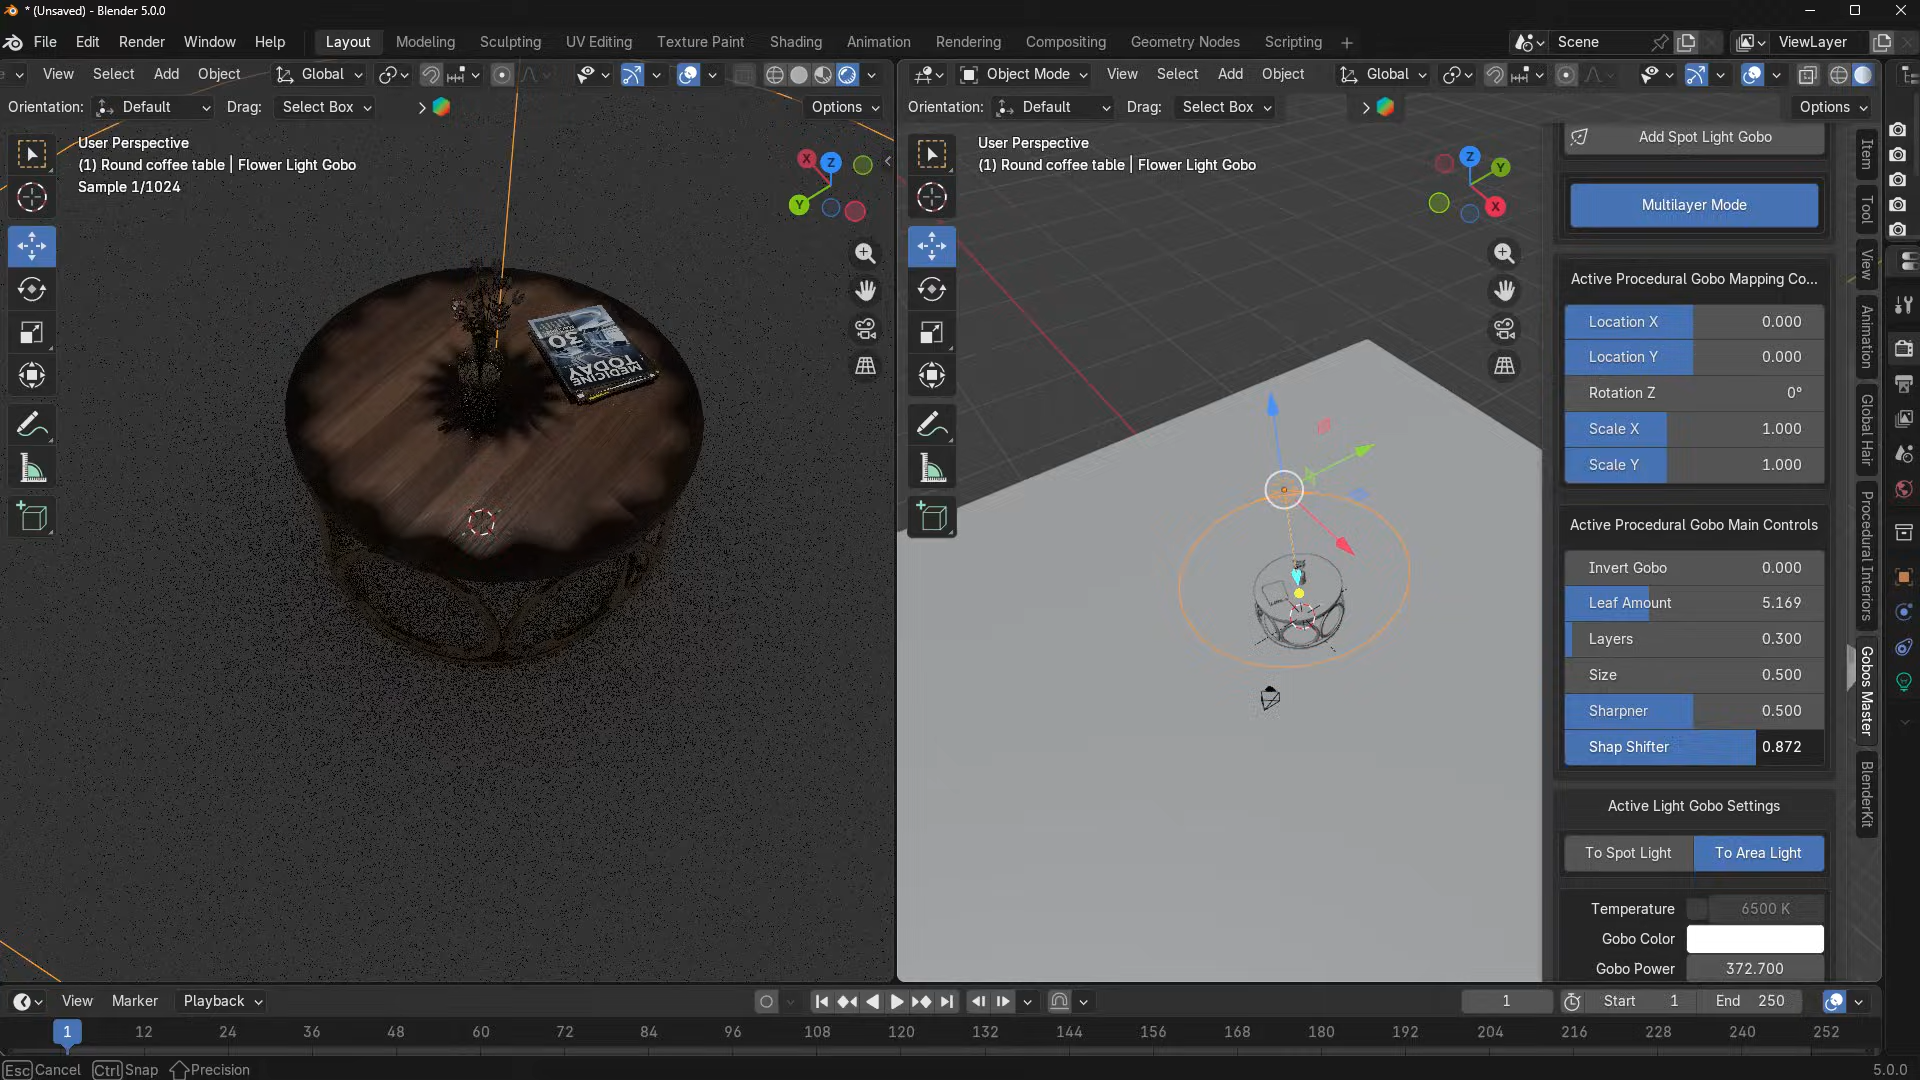 * (Unsaved) - Blender 5.0.0
File Edit Render Window Help Layout Modeling Sculpting UV Editing Texture Paint Shading Animation Rendering Compositing Geometry Nodes Scripting Scene ViewLayer
View Select Add Object Global
Object Mode View Select Add Object Global
Orientation: Default Drag: Select Box Options
Orientation: Default Drag: Select Box Options
User Perspective
(1) Round coffee table | Flower Light Gobo
Sample 1/1024
X
Z
Y
MEDICINE
TODAY
30
User Perspective
(1) Round coffee table | Flower Light Gobo
Z
Y
X
Add Spot Light Gobo
Multilayer Mode
Active Procedural Gobo Mapping Co...
Location X 0.000
Location Y 0.000
Rotation Z 0°
Scale X 1.000
Scale Y 1.000
Active Procedural Gobo Main Controls
Invert Gobo 0.000
Leaf Amount 5.169
Layers 0.300
Size 0.500
Sharpner 0.500
Shap Shifter 0.872
Active Light Gobo Settings
To Spot Light To Area Light
Temperature 6500 K
Gobo Color
Gobo Power 372.700
Item
Tool
View
Animation
Global Hair
Procedural Interiors
Gobos Master
BlenderKit
View Marker Playback 1 Start 1 End 250
1 12 24 36 48 60 72 84 96 108 120 132 144 156 168 180 192 204 216 228 240 252
Esc Cancel Ctrl Snap Precision 5.0.0